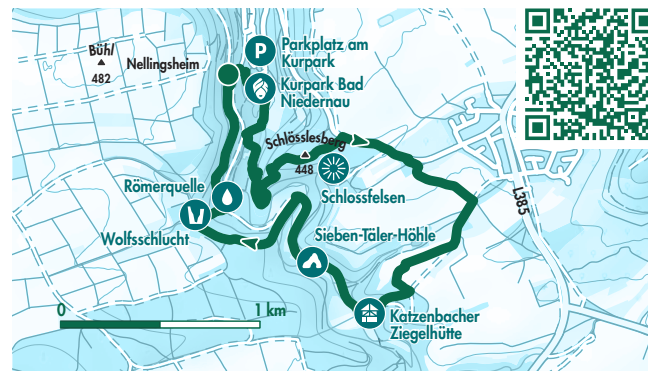 Bühl
482
Nellingsheim
P
Parkplatz am
Kurpark
Kurpark Bad
Niedernau
Schlösslesberg
448
Schlossfelsen
L385
Römerquelle
Wolfsschlucht
Sieben-Täler-Höhle
Katzenbacher
Ziegelhütte
0
1 km